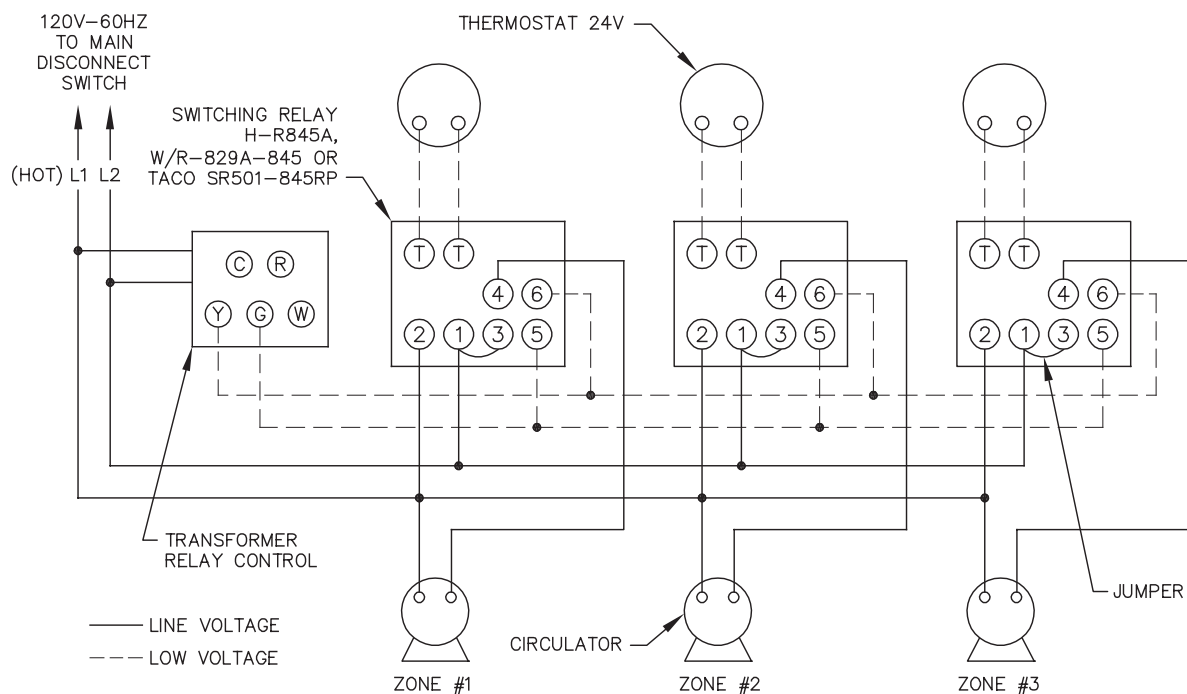 120V-60HZ
TO MAIN
DISCONNECT
SWITCH
THERMOSTAT 24V
SWITCHING RELAY
H-R845A,
W/R-829A-845 OR
TACO SR501-845RP
(HOT) L1 L2
C R
Y G W
T T
4 6
2 1 3 5
T T
4 6
2 1 3 5
T T
4 6
2 1 3 5
TRANSFORMER
RELAY CONTROL
JUMPER
LINE VOLTAGE
LOW VOLTAGE
CIRCULATOR
ZONE #1
ZONE #2
ZONE #3